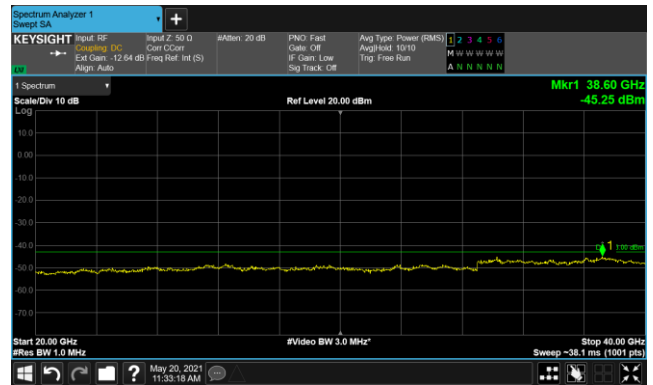 Spectrum Analyzer 1
Swept SA
KEYSIGHT
Input: RF
Coupling: DC
Ext Gain: -12.64 dB
Align: Auto
Input Z: 50 Ω
Corr CCorr
Freq Ref: Int (S)
#Atten: 20 dB
PNO: Fast
Gate: Off
IF Gain: Low
Sig Track: Off
Avg Type: Power (RMS)
Avg|Hold: 10/10
Trig: Free Run
1 2 3 4 5 6
M W W W W W
A N N N N N
1 Spectrum
Scale/Div 10 dB
Log
Ref Level 20.00 dBm
Mkr1 38.60 GHz
-45.25 dBm
10.0
0.00
-10.0
-20.0
-30.0
-40.0
-50.0
-60.0
-70.0
1
Start 20.00 GHz
#Res BW 1.0 MHz
#Video BW 3.0 MHz*
Stop 40.00 GHz
Sweep ~38.1 ms (1001 pts)
?
May 20, 2021
11:33:18 AM